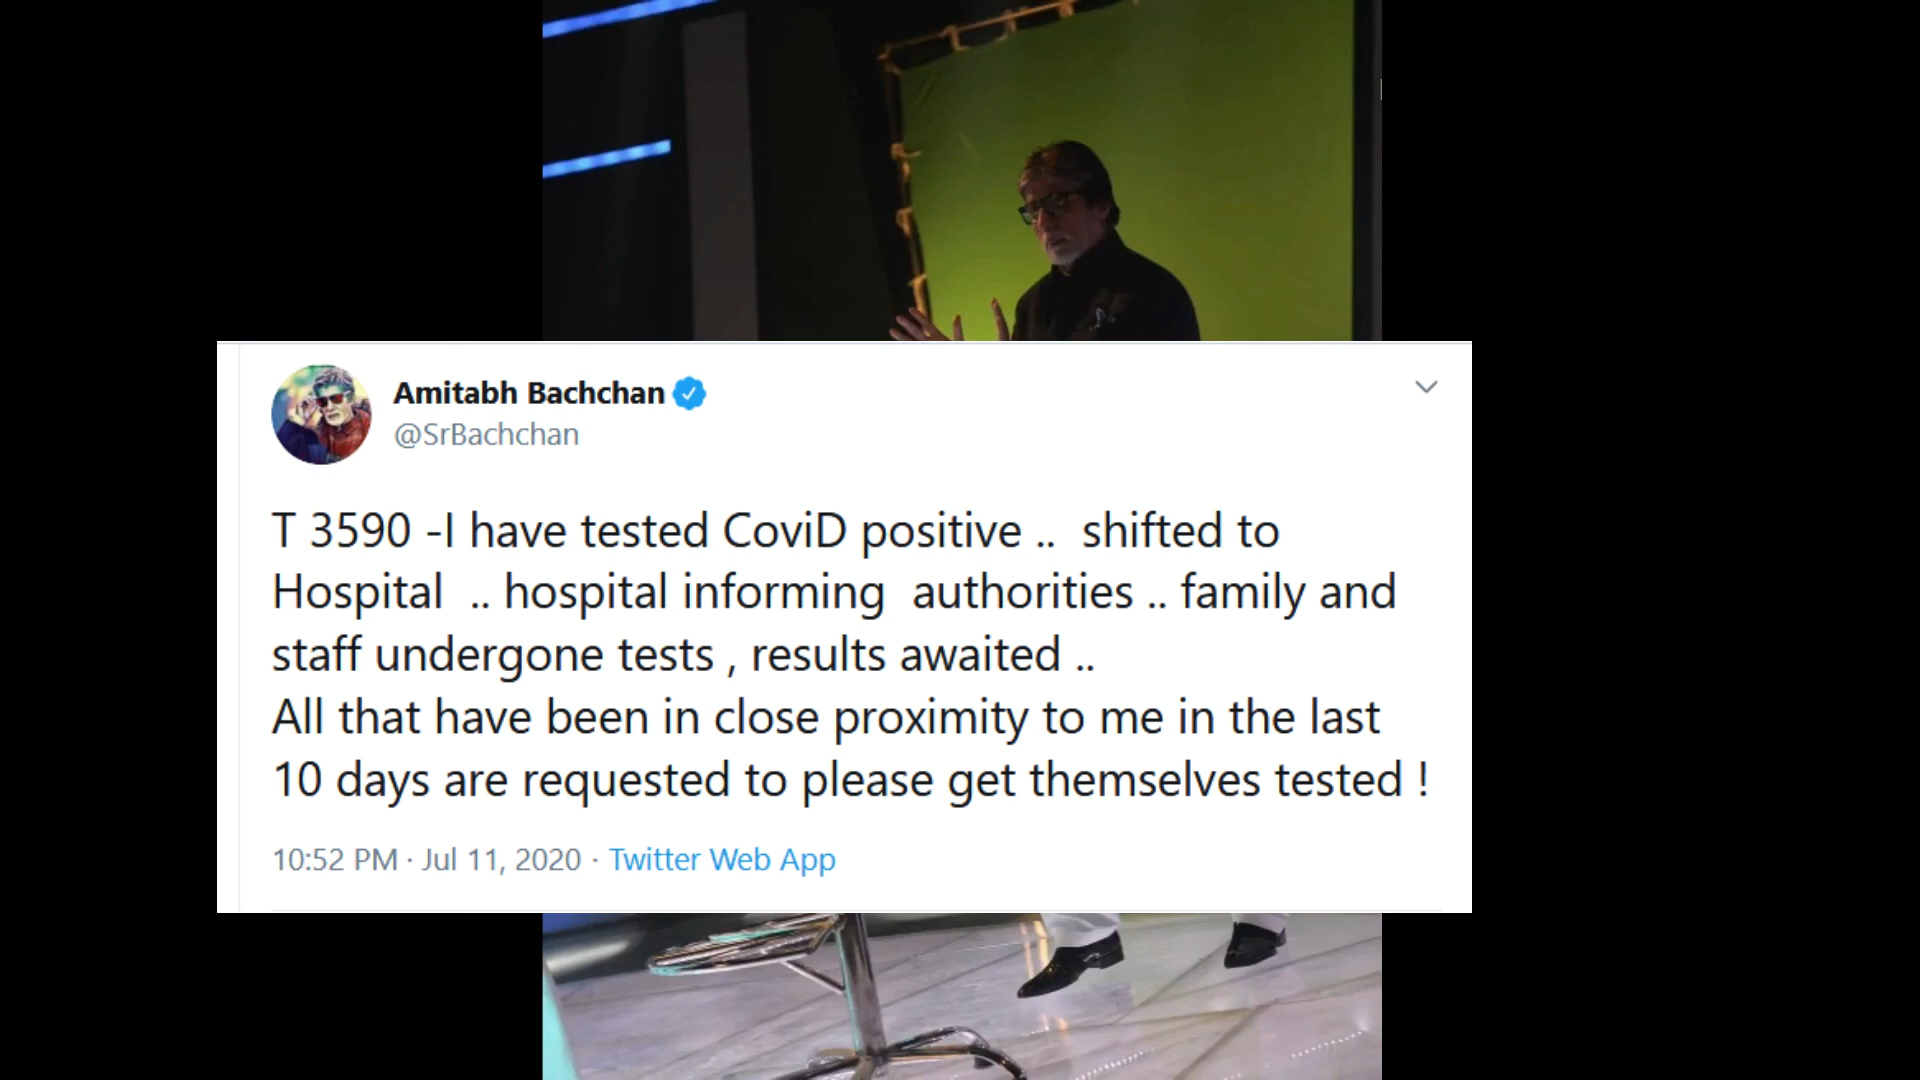 Amitabh Bachchan
@SrBachchan
T 3590 -I have tested CoviD positive ..  shifted to
Hospital  .. hospital informing  authorities .. family and
staff undergone tests , results awaited ..
All that have been in close proximity to me in the last
10 days are requested to please get themselves tested !
10:52 PM · Jul 11, 2020 · Twitter Web App